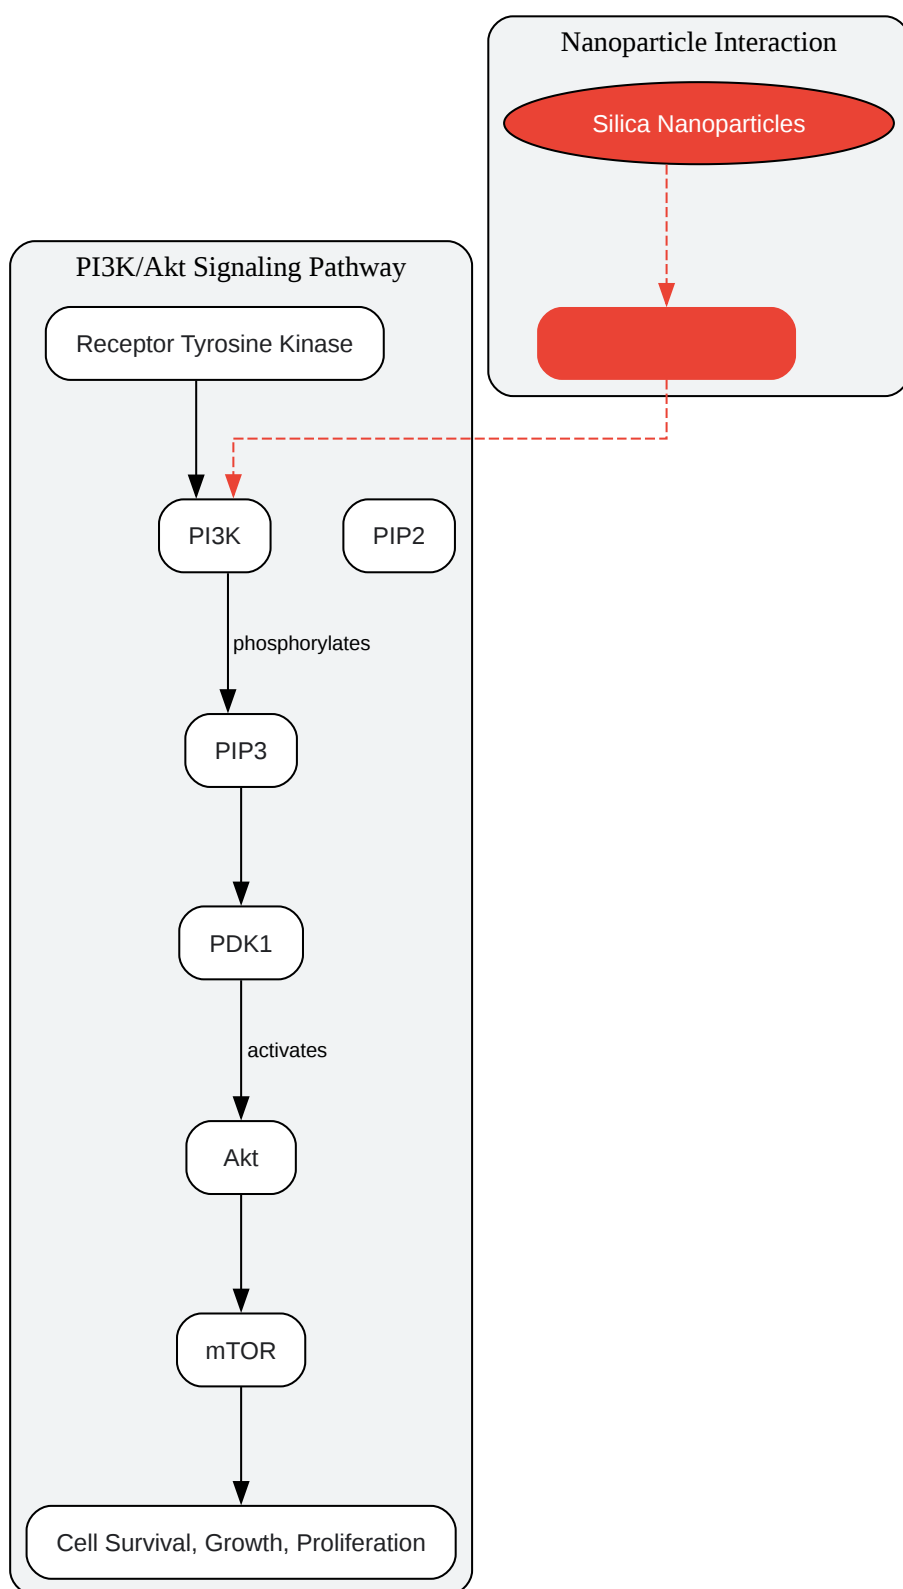 Nanoparticle Interaction
Silica Nanoparticles
PI3K/Akt Signaling Pathway
Receptor Tyrosine Kinase
PI3K
PIP2
phosphorylates
PIP3
PDK1
activates
Akt
mTOR
Cell Survival, Growth, Proliferation